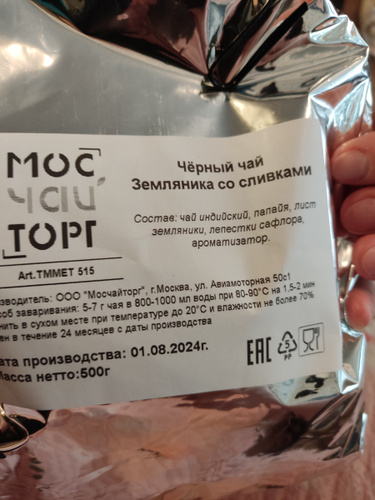 МОС
ЧАЙ
ТОРГ
Art.TMMET 515
Чёрный чай
Земляника со сливками
Состав: чай индийский, папайя, лист
земляники, лепестки сафлора,
ароматизатор.
зводитель: ООО "Мосчайторг", г.Москва, ул. Авиамоторная 50с1
соб заваривания: 5-7 г чая в 800-1000 мл воды при 80-90°С на 1,5-2 мин
нить в сухом месте при температуре до 20°С и влажности не более 70%
ен в течение 24 месяцев с даты производства
ата производства: 01.08.2024г.
Масса нетто:500г
EAC
5
PP